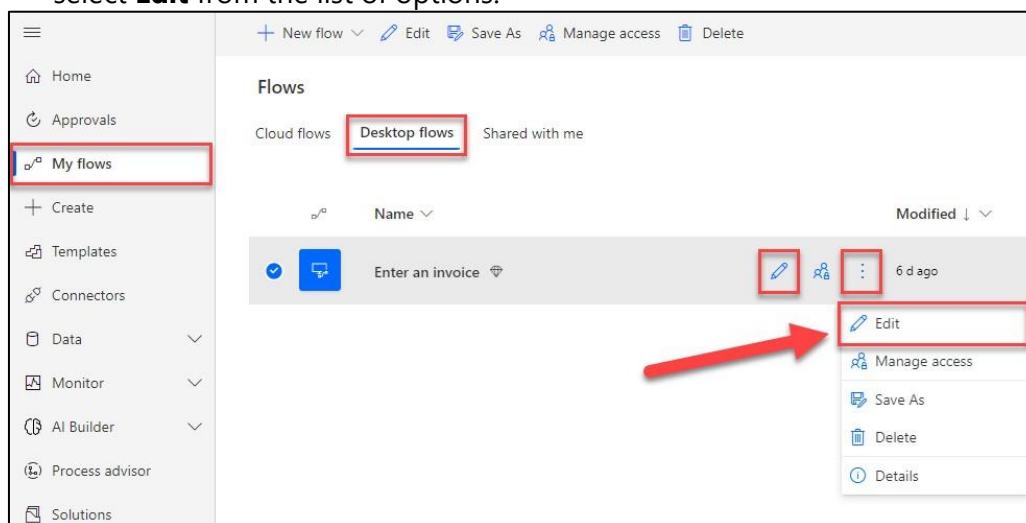 select Edit from the list of options.
New flow Edit Save As Manage access Delete
Home
Flows
Approvals
Cloud flows Desktop flows Shared with me
My flows
Create
Name Modified ↓
Templates
Enter an invoice 6 d ago
Connectors
Edit
Data
Manage access
Monitor
Save As
AI Builder
Delete
Process advisor
Details
Solutions